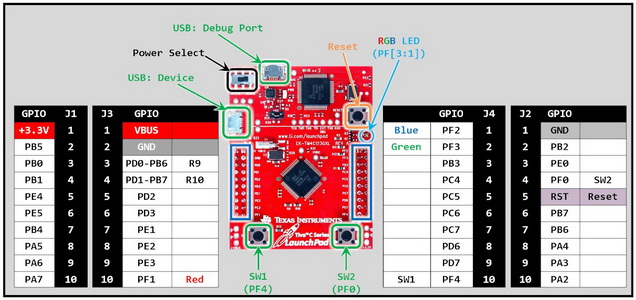 USB: Debug Port
RGB LED
(PF[3:1])
Power Select
Reset
USB: Device
GPIO J1 J3 GPIO
+3.3V 1 1 VBUS
PB5 2 2 GND
PB0 3 3 PD0-PB6 R9
PB1 4 4 PD1-PB7 R10
PE4 5 5 PD2
PE5 6 6 PD3
PB4 7 7 PE1
PA5 8 8 PE2
PA6 9 9 PE3
PA7 10 10 PF1 Red
www.ti.com/launchpad
EK-TM4C123GXL
TEXAS INSTRUMENTS
Tiva C Series
LaunchPad
SW1
(PF4)
SW2
(PF0)
GPIO J4 J2 GPIO
Blue PF2 1 1 GND
Green PF3 2 2 PB2
PB3 3 3 PE0
PC4 4 4 PF0 SW2
PC5 5 5 RST Reset
PC6 6 6 PB7
PC7 7 7 PB6
PD6 8 8 PA4
PD7 9 9 PA3
SW1 PF4 10 10 PA2